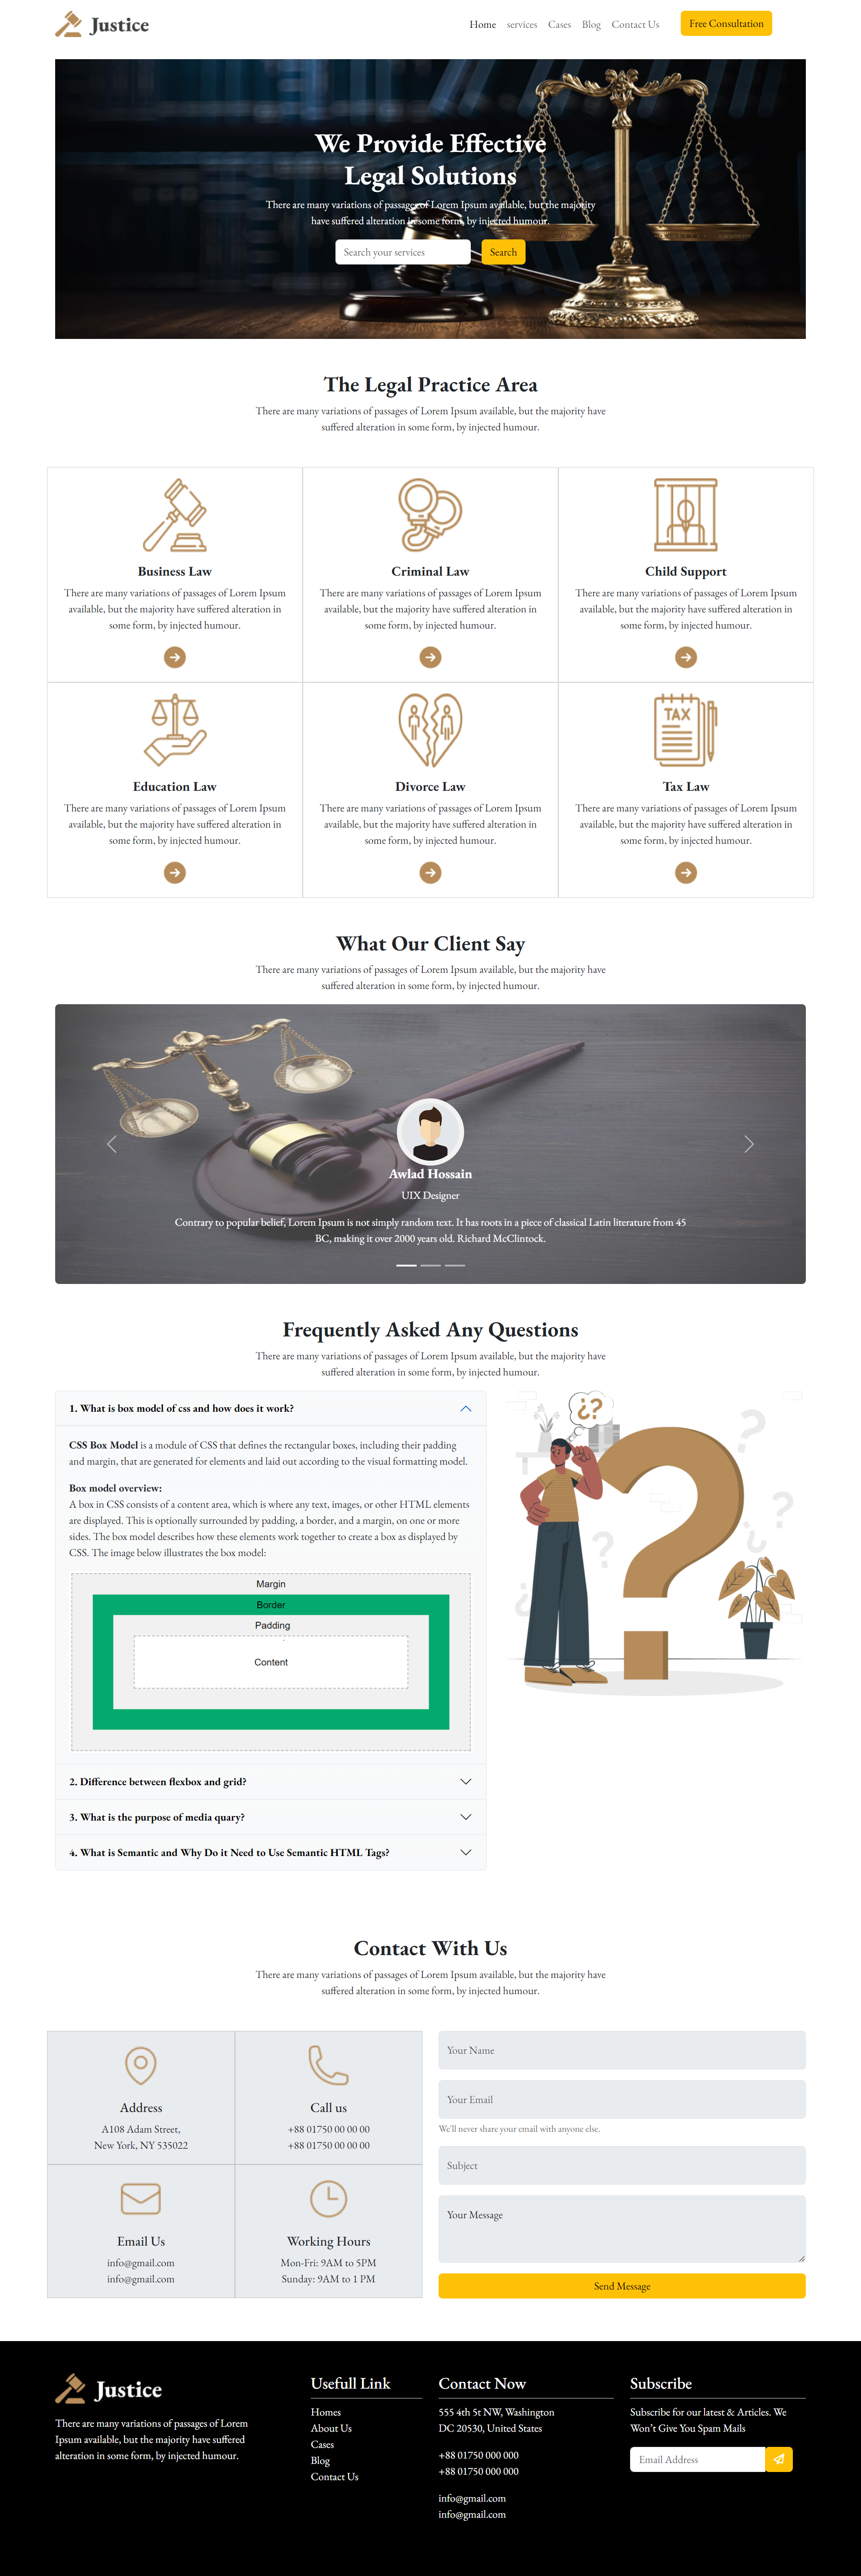 Justice
Home services Cases Blog Contact Us Free Consultation
We Provide Effective
Legal Solutions
There are many variations of passages of Lorem Ipsum available, but the majority
have suffered alteration in some form, by injected humour.
Search your services Search
The Legal Practice Area
There are many variations of passages of Lorem Ipsum available, but the majority have
suffered alteration in some form, by injected humour.
Business Law
There are many variations of passages of Lorem Ipsum
available, but the majority have suffered alteration in
some form, by injected humour.
Criminal Law
There are many variations of passages of Lorem Ipsum
available, but the majority have suffered alteration in
some form, by injected humour.
Child Support
There are many variations of passages of Lorem Ipsum
available, but the majority have suffered alteration in
some form, by injected humour.
Education Law
There are many variations of passages of Lorem Ipsum
available, but the majority have suffered alteration in
some form, by injected humour.
Divorce Law
There are many variations of passages of Lorem Ipsum
available, but the majority have suffered alteration in
some form, by injected humour.
TAX
Tax Law
There are many variations of passages of Lorem Ipsum
available, but the majority have suffered alteration in
some form, by injected humour.
What Our Client Say
There are many variations of passages of Lorem Ipsum available, but the majority have
suffered alteration in some form, by injected humour.
Awlad Hossain
UIX Designer
Contrary to popular belief, Lorem Ipsum is not simply random text. It has roots in a piece of classical Latin literature from 45
BC, making it over 2000 years old. Richard McClintock.
Frequently Asked Any Questions
There are many variations of passages of Lorem Ipsum available, but the majority have
suffered alteration in some form, by injected humour.
1. What is box model of css and how does it work?
CSS Box Model is a module of CSS that defines the rectangular boxes, including their padding
and margin, that are generated for elements and laid out according to the visual formatting model.
Box model overview:
A box in CSS consists of a content area, which is where any text, images, or other HTML elements
are displayed. This is optionally surrounded by padding, a border, and a margin, on one or more
sides. The box model describes how these elements work together to create a box as displayed by
CSS. The image below illustrates the box model:
Margin
Border
Padding
Content
2. Difference between flexbox and grid?
3. What is the purpose of media quary?
4. What is Semantic and Why Do it Need to Use Semantic HTML Tags?
¿?
?
Contact With Us
There are many variations of passages of Lorem Ipsum available, but the majority have
suffered alteration in some form, by injected humour.
Address
A108 Adam Street,
New York, NY 535022
Call us
+88 01750 00 00 00
+88 01750 00 00 00
Email Us
info@gmail.com
info@gmail.com
Working Hours
Mon-Fri: 9AM to 5PM
Sunday: 9AM to 1 PM
Your Name
Your Email
We'll never share your email with anyone else.
Subject
Your Message
Send Message
Justice
There are many variations of passages of Lorem
Ipsum available, but the majority have suffered
alteration in some form, by injected humour.
Usefull Link
Homes
About Us
Cases
Blog
Contact Us
Contact Now
555 4th 5t NW, Washington
DC 20530, United States
+88 01750 000 000
+88 01750 000 000
info@gmail.com
info@gmail.com
Subscribe
Subscribe for our latest & Articles. We
Won't Give You Spam Mails
Email Address